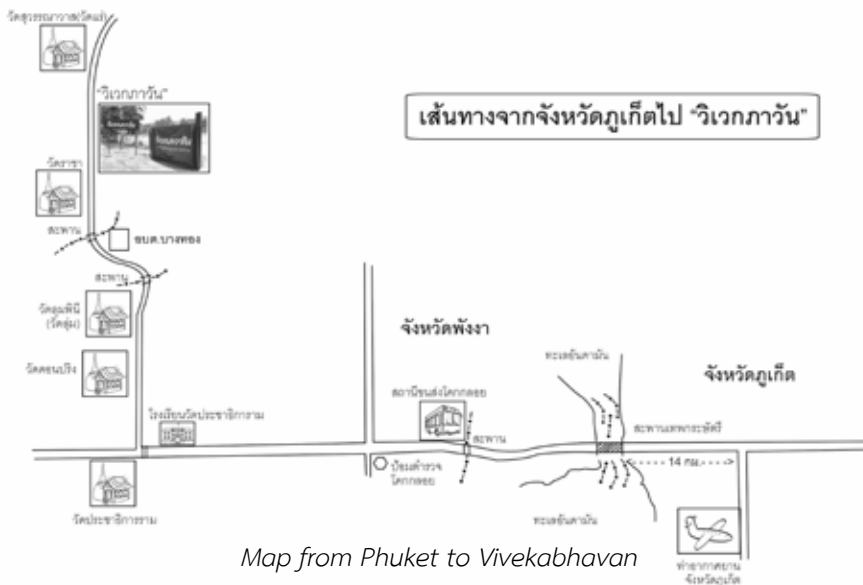 วัดสุวรรณาวาส(วัดแร่)
"วิเวกภาวัน"
เส้นทางจากจังหวัดภูเก็ตไป "วิเวกภาวัน"
วัดราชา
สะพาน
อบต.บางทอง
สะพาน
วัดลุมพินี
(วัดลุ่ม)
วัดดอนปริง
จังหวัดพังงา
ทะเลอันดามัน
จังหวัดภูเก็ต
สถานีขนส่งโคกกลอย
โรงเรียนวัดประชาธิการาม
สะพาน
สะพานเทพกระษัตรี
ป้อมตำรวจ
โคกกลอย
14 กม.
วัดประชาธิการาม
ทะเลอันดามัน
ท่าอากาศยาน
จังหวัดภูเก็ต
Map from Phuket to Vivekabhavan